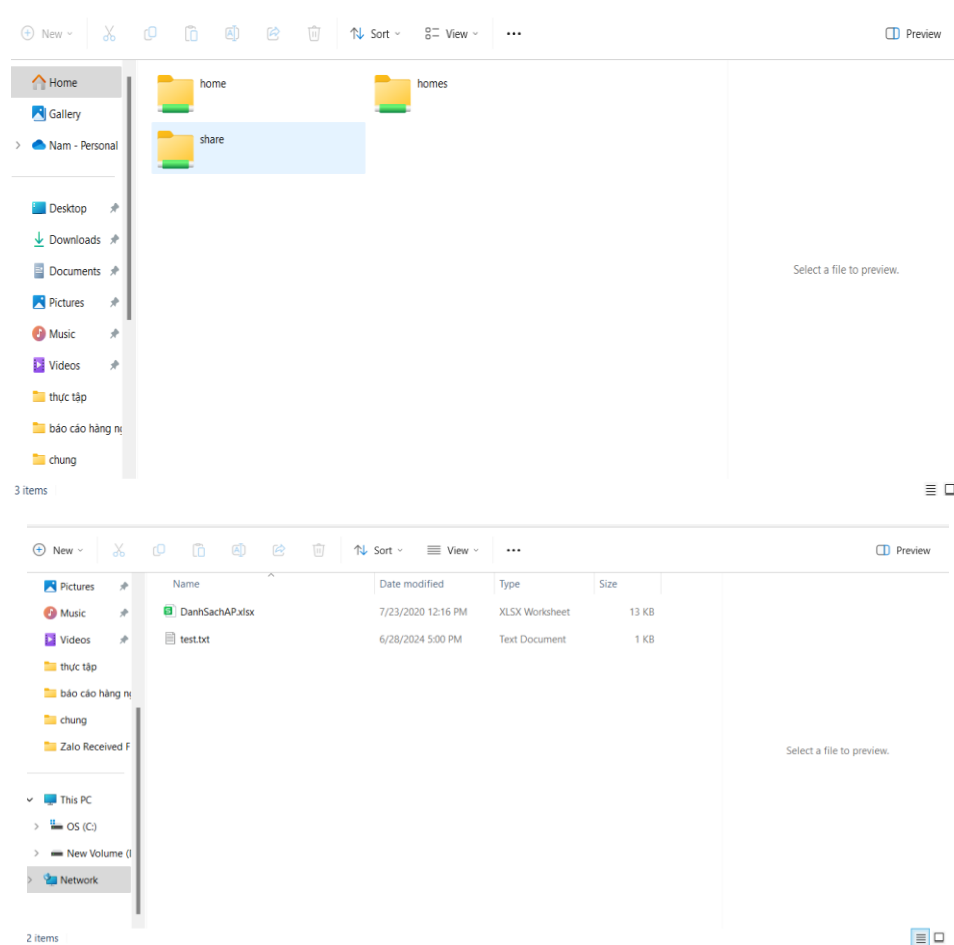 New Sort View ... Preview
Home
home
homes
Gallery
Nam - Personal
share
Desktop
Downloads
Documents
Select a file to preview.
Pictures
Music
Videos
thực tập
báo cáo hàng
chung
3 items
New Sort View ... Preview
Pictures
Name Date modified Type Size
Music
DanhSachAP.xlsx 7/23/2020 12:16 PM XLSX Worksheet 13 KB
Videos
test.txt 6/28/2024 5:00 PM Text Document 1 KB
thực tập
báo cáo hàng
chung
Zalo Received F
Select a file to preview.
This PC
OS (C:)
New Volume (
Network
2 items